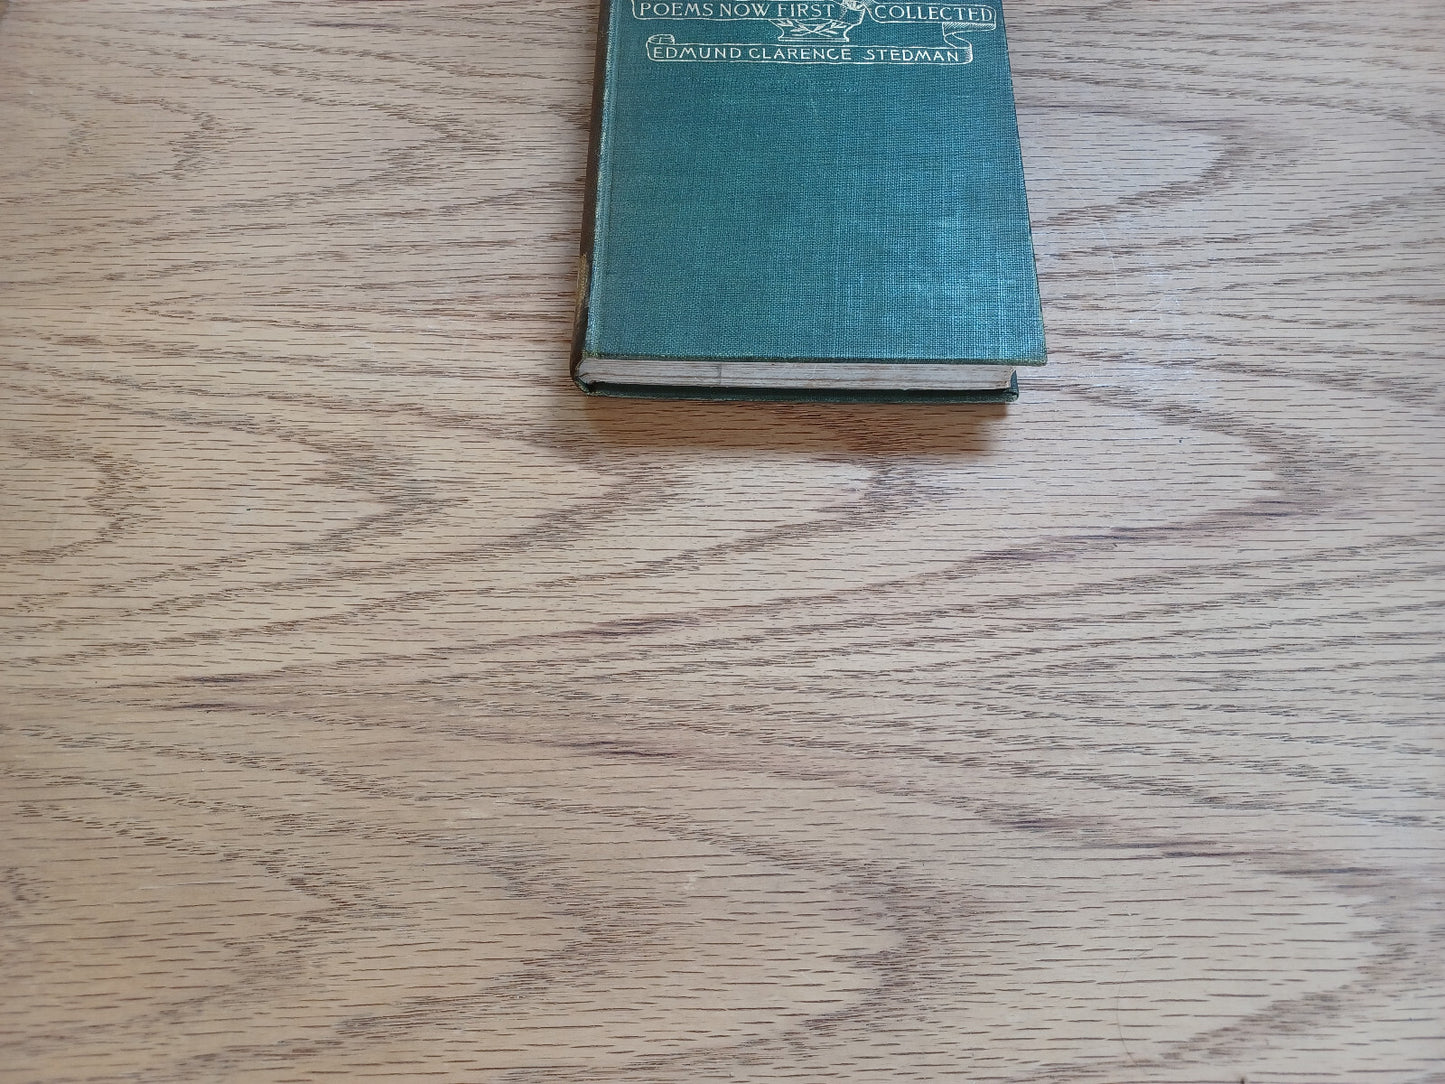 POEMS NOW FIRST COLLECTED
EDMUND CLARENCE STEDMAN